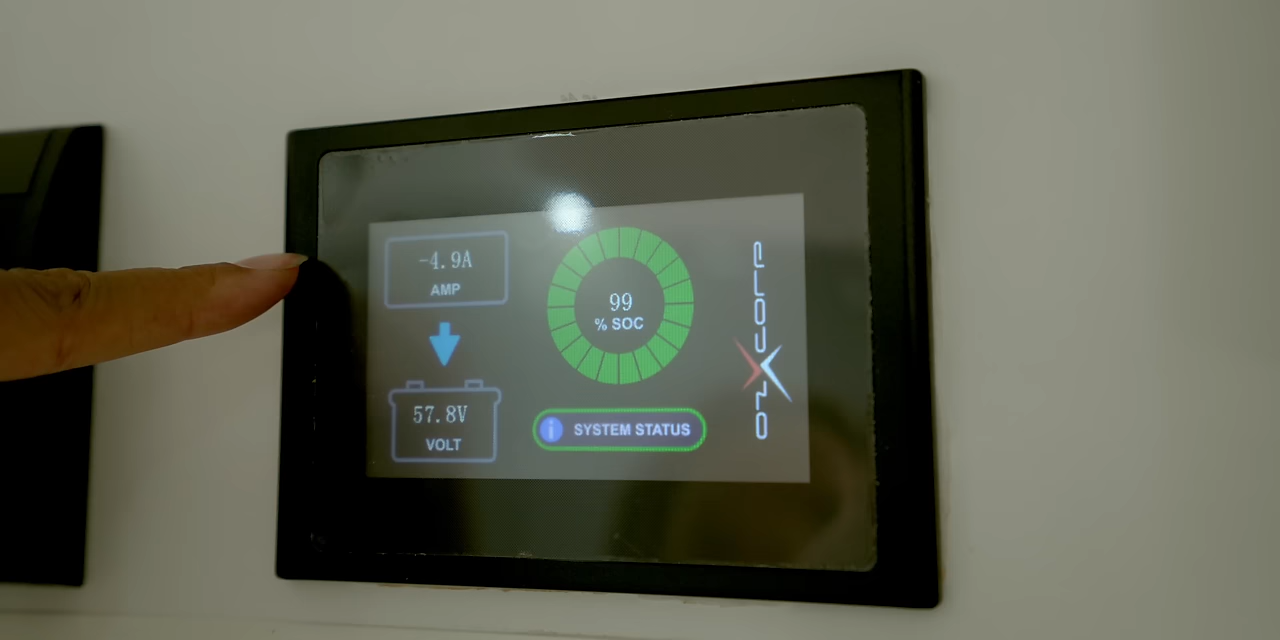 -4.9A
AMP
57.8V
VOLT
99
% SOC
SYSTEM STATUS
OZXCORP